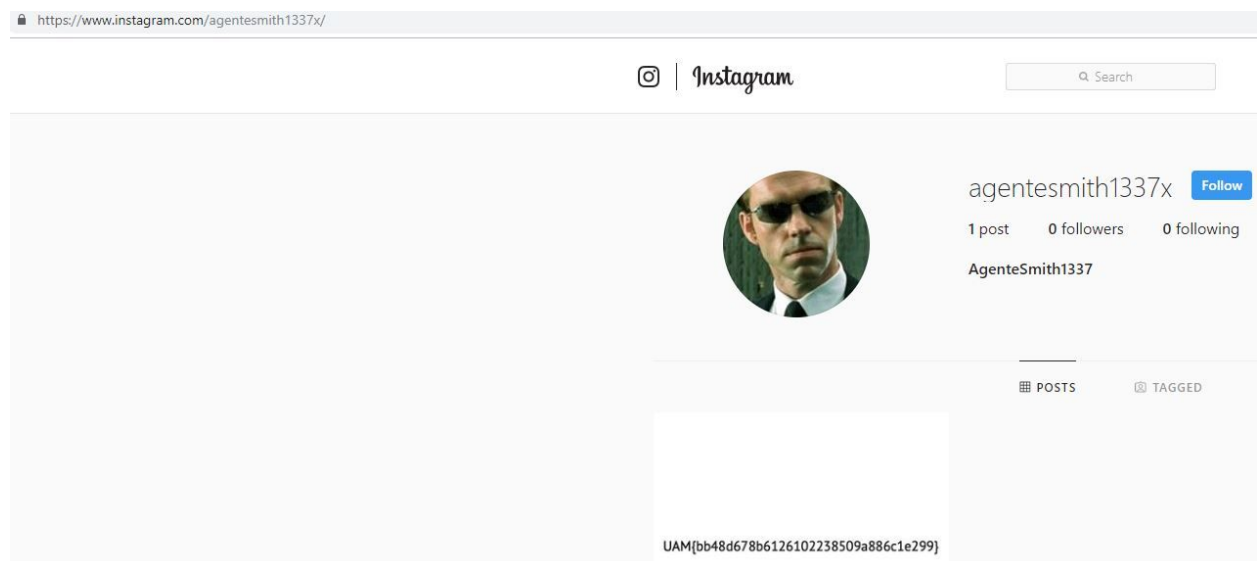 https://www.instagram.com/agentesmith1337x/
Instagram
Search
agentesmith1337x Follow
1 post 0 followers 0 following
AgenteSmith1337
POSTS TAGGED
UAM{bb48d678b6126102238509a886c1e299}